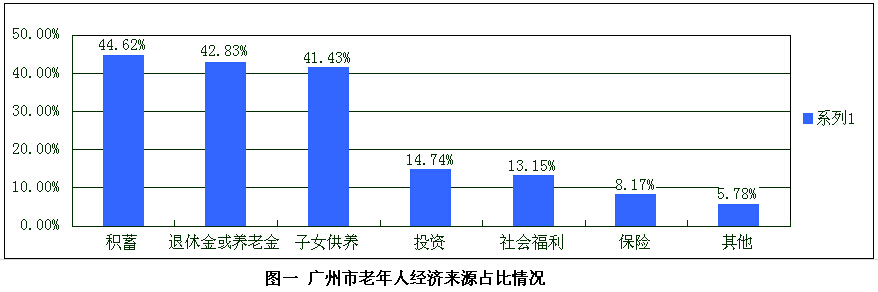 50.00%
40.00%
30.00%
20.00%
10.00%
0.00%
44.62%
42.83%
41.43%
14.74%
13.15%
8.17%
5.78%
积蓄
退休金或养老金
子女供养
投资
社会福利
保险
其他
系列1
图一 广州市老年人经济来源占比情况